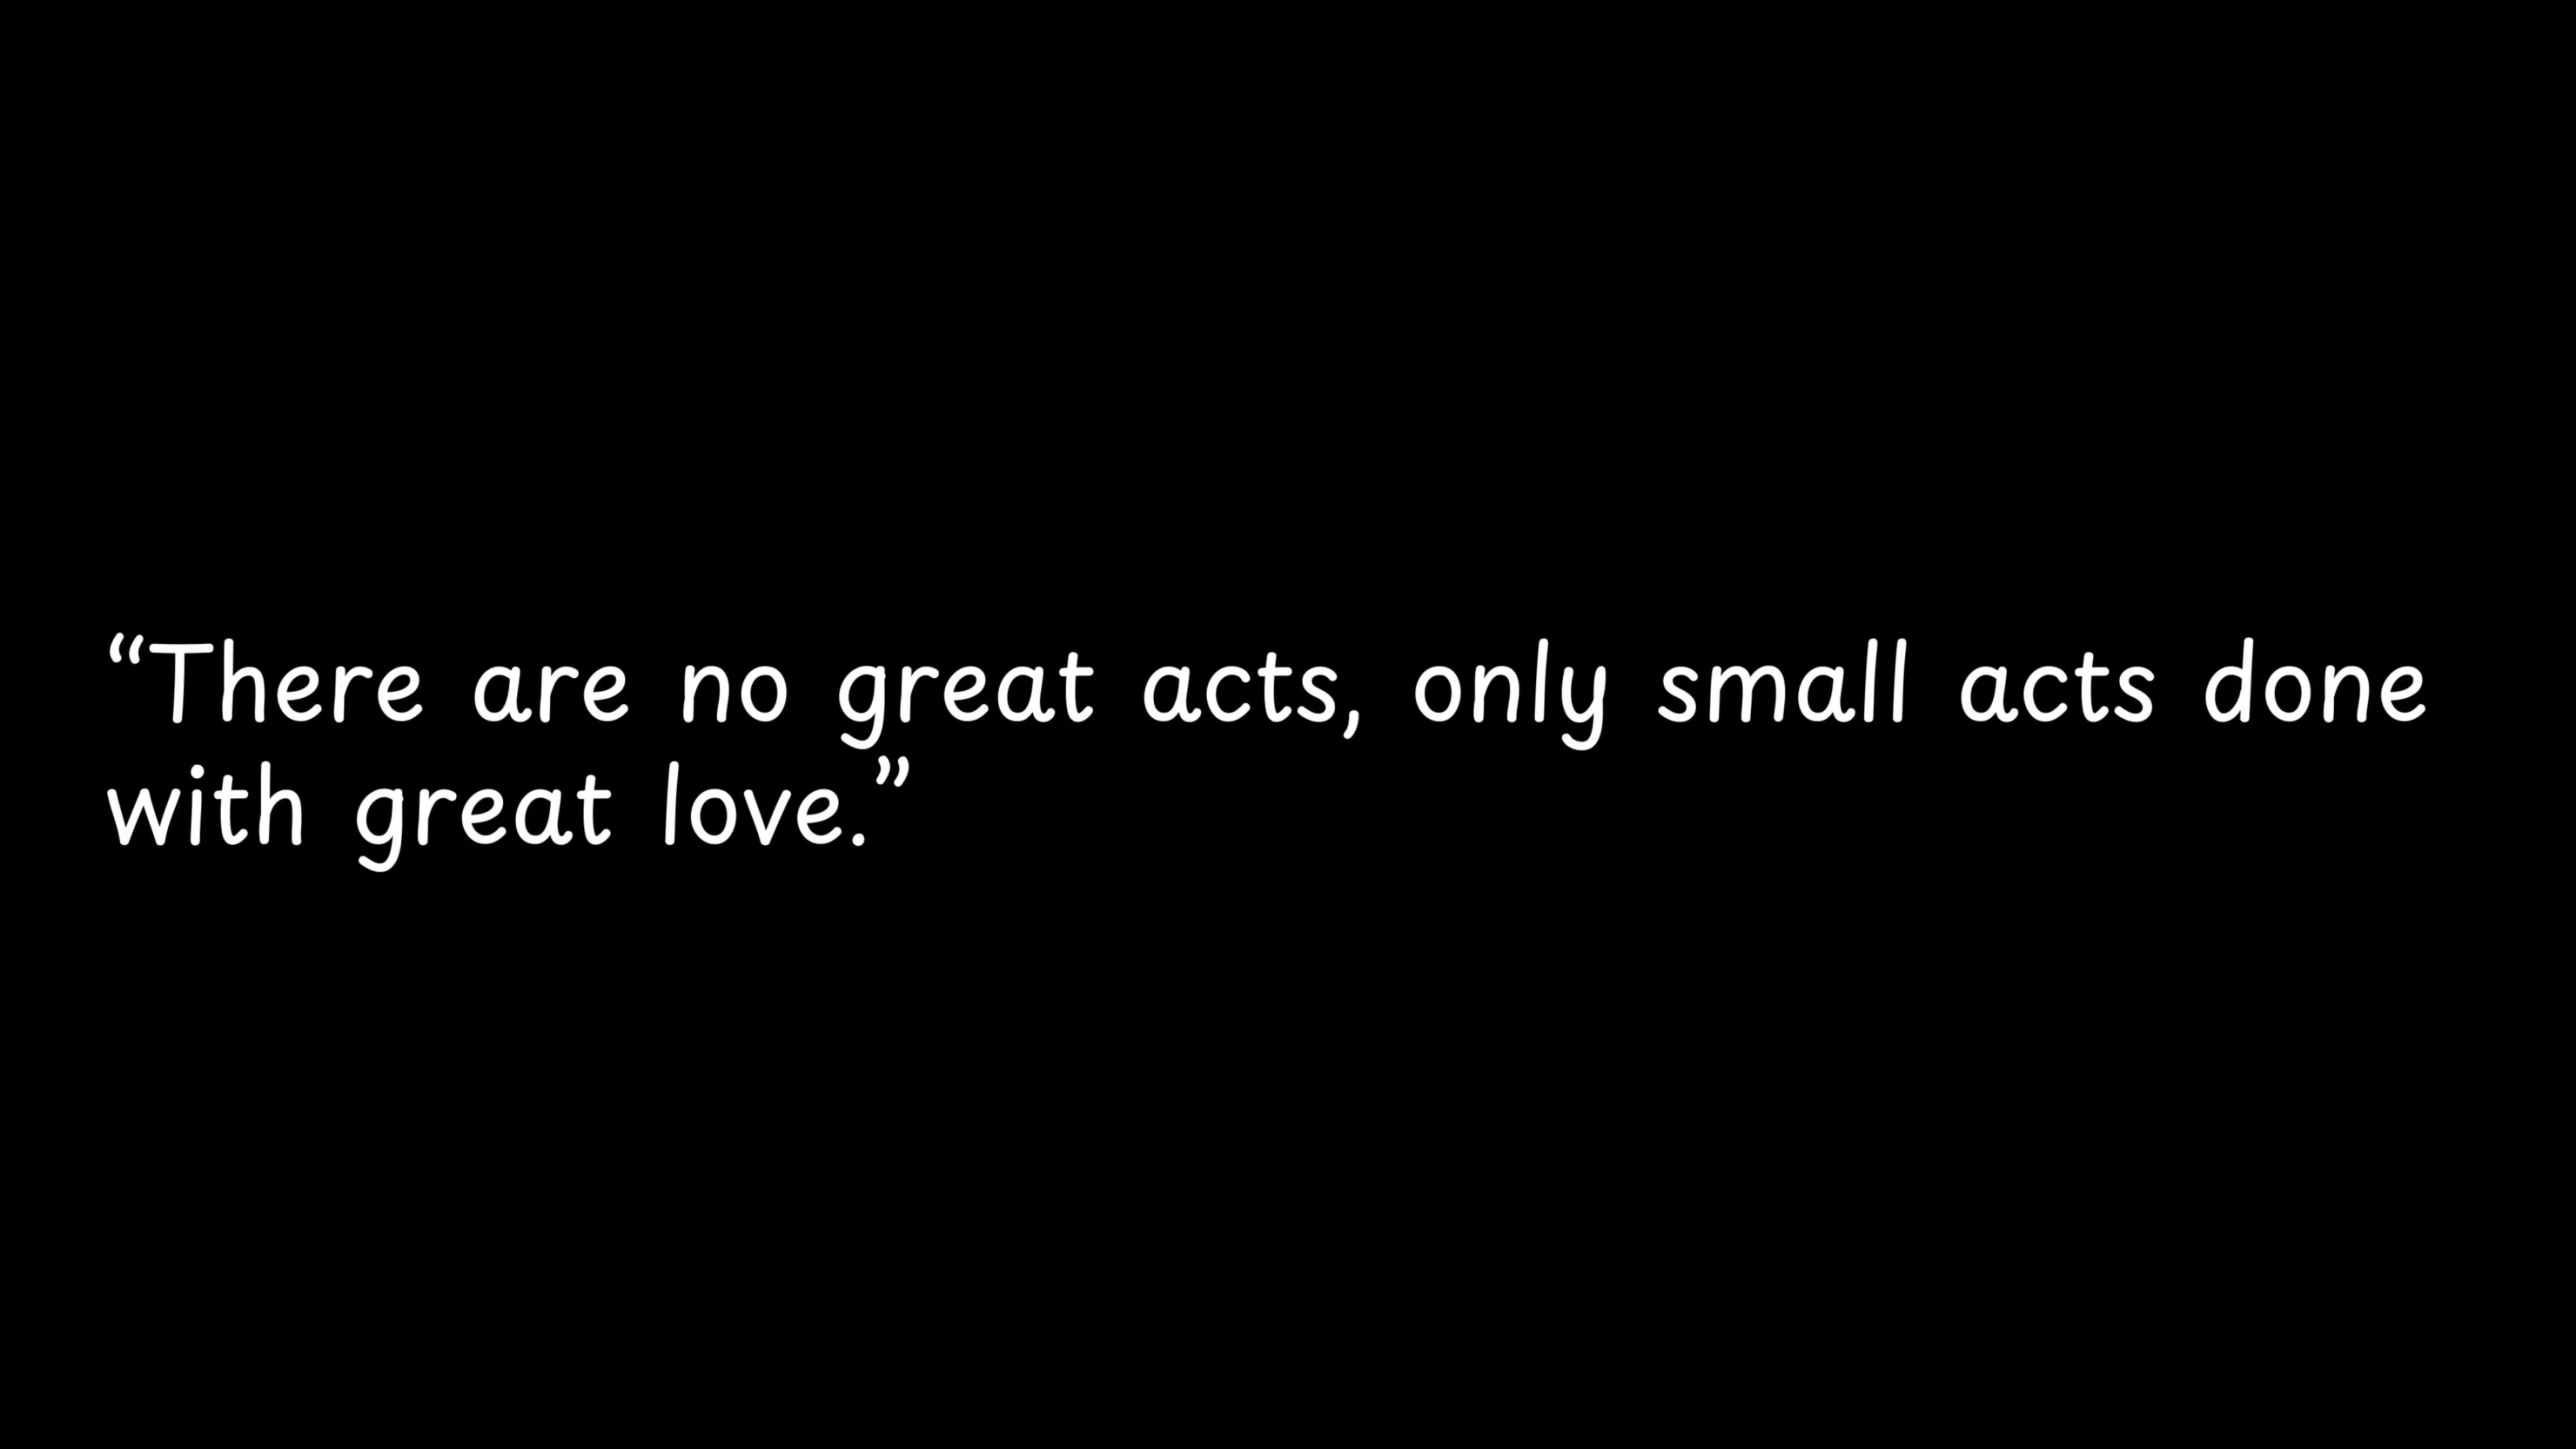 “There are no great acts, only small acts done
with great love.”